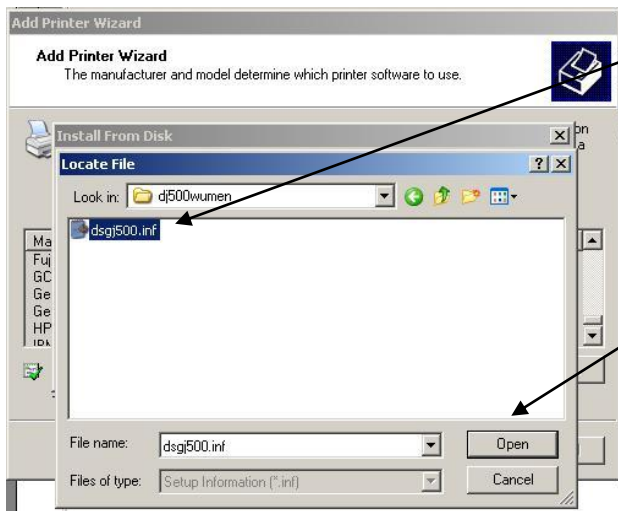 Add Printer Wizard
Add Printer Wizard
The manufacturer and model determine which printer software to use.
Install From Disk
Locate File
Look in: dj500wumen
dsgj500.inf
Ma
Fuj
GC
Ge
Ge
HP
File name: dsgj500.inf
Open
Files of type: Setup Information (*.inf)
Cancel